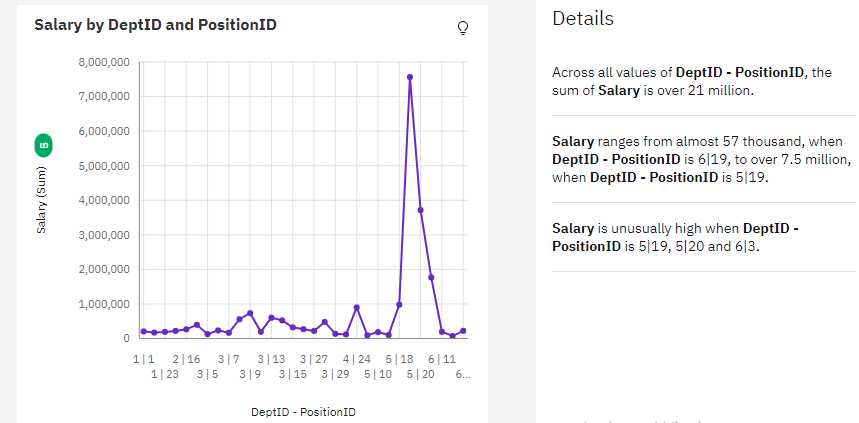 Salary by DeptID and PositionID
8,000,000
7,000,000
6,000,000
5,000,000
4,000,000
3,000,000
2,000,000
1,000,000
0
Salary (Sum)
1 | 1
2 | 16
3 | 7
3 | 13
3 | 27
4 | 24
5 | 18
6 | 11
1 | 23
3 | 5
3 | 9
3 | 15
3 | 29
5 | 10
5 | 20
6...
DeptID - PositionID
Details
Across all values of DeptID - PositionID, the
sum of Salary is over 21 million.
Salary ranges from almost 57 thousand, when
DeptID - PositionID is 6|19, to over 7.5 million,
when DeptID - PositionID is 5|19.
Salary is unusually high when DeptID -
PositionID is 5|19, 5|20 and 6|3.